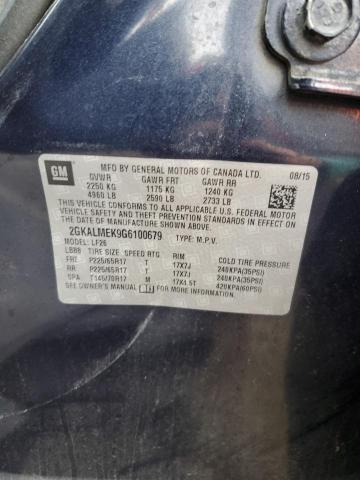 GM
MFD BY GENERAL MOTORS OF CANADA LTD. 08/15
GVWR GAWR FRT GAWR RR
2250 KG 1175 KG 1240 KG
4960 LB 2590 LB 2733 LB
THIS VEHICLE CONFORMS TO ALL APPLICABLE U.S. FEDERAL MOTOR
VEHICLE SAFETY, BUMPER, AND THEFT PREVENTION
STANDARDS IN EFFECT ON THE DATE OF
MANUFACTURE SHOWN ABOVE.
2GKALMEK9G6100679 TYPE: M.P.V.
MODEL: LF26
LBBB TIRE SIZE SPEED RTG RIM COLD TIRE PRESSURE
FRT P225/65R17 T 17X7J 240KPA(35PSI)
RR P225/65R17 T 17X7J 240KPA(35PSI)
SPA T145/70R17 M 17X4.5T 420KPA(60PSI)
SEE OWNER'S MANUAL FOR ADDITIONAL INFORMATION.